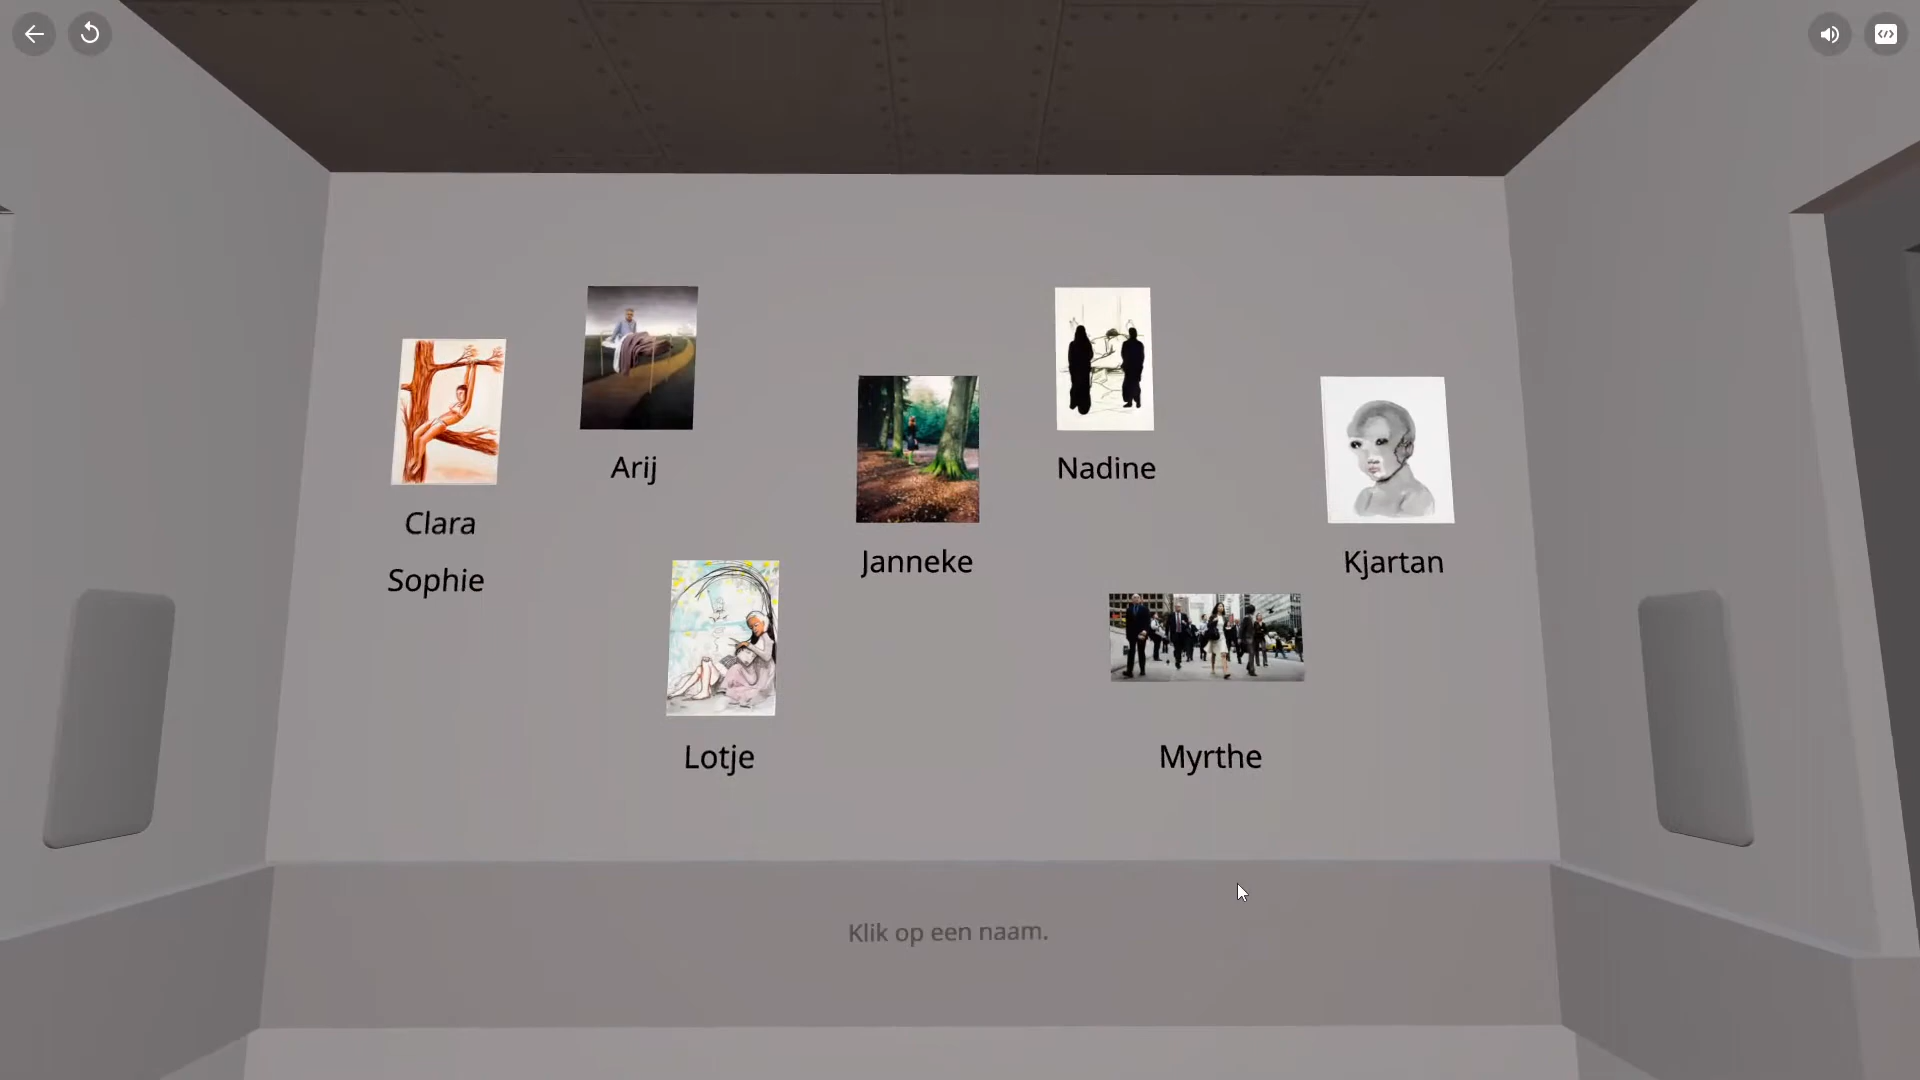 Arij
Nadine
Clara
Sophie
Janneke
Kjartan
Lotje
Myrthe
Klik op een naam.